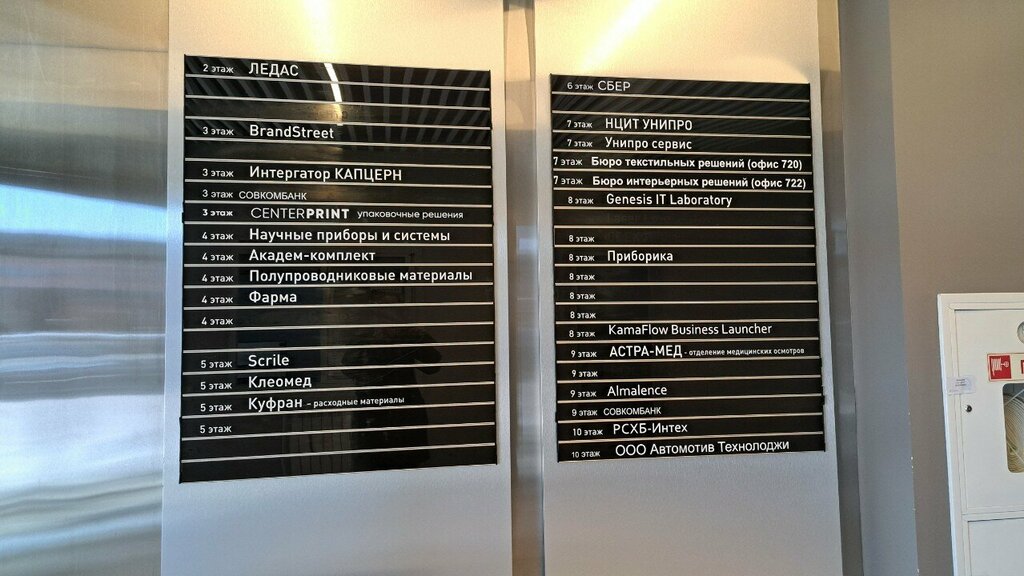 2 этаж ЛЕДАС
3 этаж BrandStreet
3 этаж Интергатор КАПЦЕРН
3 этаж СОВКОМБАНК
3 этаж CENTERPRINT упаковочные решения
4 этаж Научные приборы и системы
4 этаж Академ-комплект
4 этаж Полупроводниковые материалы
4 этаж Фарма
4 этаж
5 этаж Scrile
5 этаж Клеомед
5 этаж Куфран – расходные материалы
5 этаж
6 этаж СБЕР
7 этаж НЦИТ УНИПРО
7 этаж Унипро сервис
7 этаж Бюро текстильных решений (офис 720)
7 этаж Бюро интерьерных решений (офис 722)
8 этаж Genesis IT Laboratory
8 этаж
8 этаж Приборика
8 этаж
8 этаж
8 этаж
8 этаж KamaFlow Business Launcher
9 этаж АСТРА-МЕД - отделение медицинских осмотров
9 этаж
9 этаж Almalence
9 этаж СОВКОМБАНК
10 этаж РСХБ-Интех
10 этаж ООО Автомотив Технолоджи